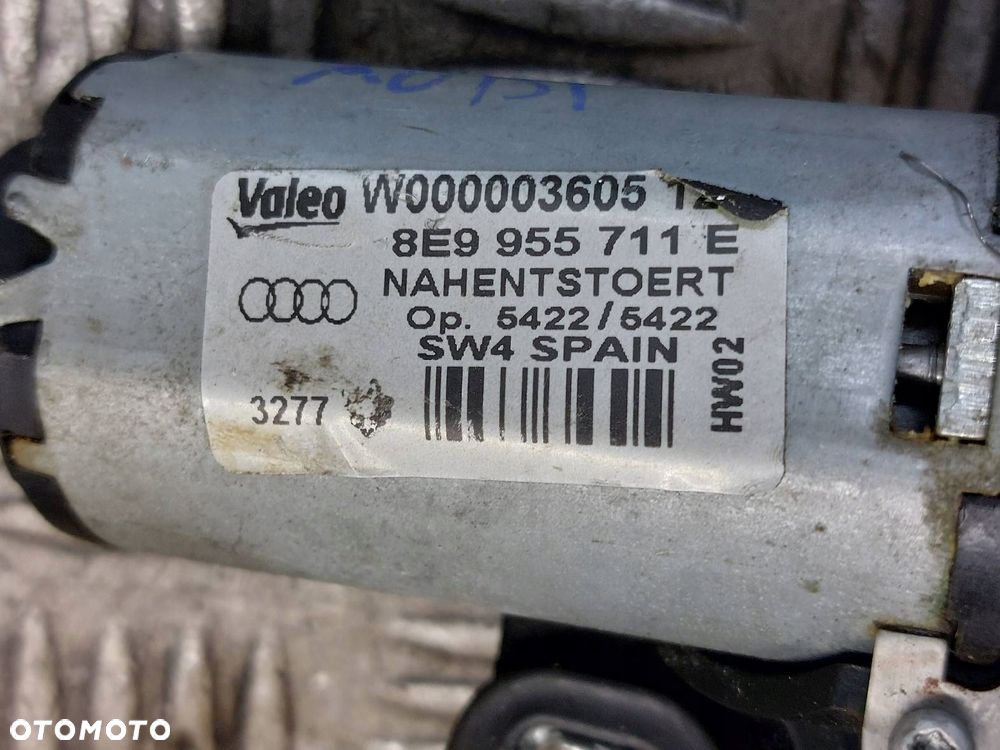 Valeo W000003605
8E9 955 711 E
NAHENTSTOERT
Op. 5422/5422
SW4 SPAIN
3277
HW02
OTOMOTO